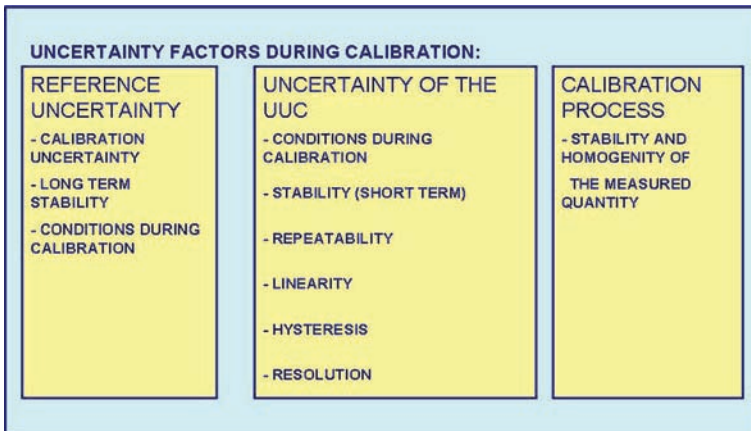 UNCERTAINTY FACTORS DURING CALIBRATION:
REFERENCE
UNCERTAINTY
- CALIBRATION
UNCERTAINTY
- LONG TERM
STABILITY
- CONDITIONS DURING
CALIBRATION
UNCERTAINTY OF THE
UUC
- CONDITIONS DURING
CALIBRATION
- STABILITY (SHORT TERM)
- REPEATABILITY
- LINEARITY
- HYSTERESIS
- RESOLUTION
CALIBRATION
PROCESS
- STABILITY AND
HOMOGENITY OF
THE MEASURED
QUANTITY